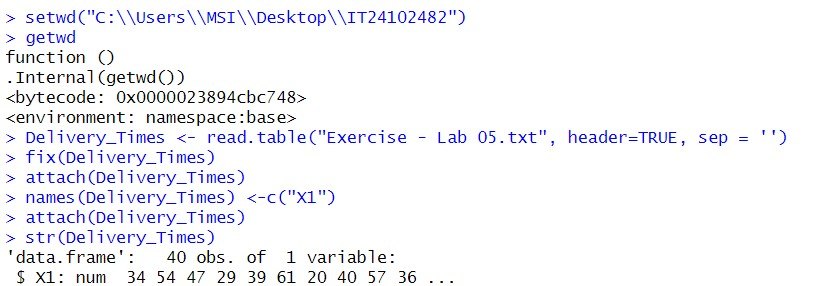 > setwd("C:\\Users\\MSI\\Desktop\\IT24102482")
> getwd
function ()
.Internal(getwd())
<bytecode: 0x0000023894cbc748>
<environment: namespace:base>
> Delivery_Times <- read.table("Exercise - Lab 05.txt", header=TRUE, sep = '')
> fix(Delivery_Times)
> attach(Delivery_Times)
> names(Delivery_Times) <-c("X1")
> attach(Delivery_Times)
> str(Delivery_Times)
'data.frame':   40 obs. of  1 variable:
 $ X1: num  34 54 47 29 39 61 20 40 57 36 ...